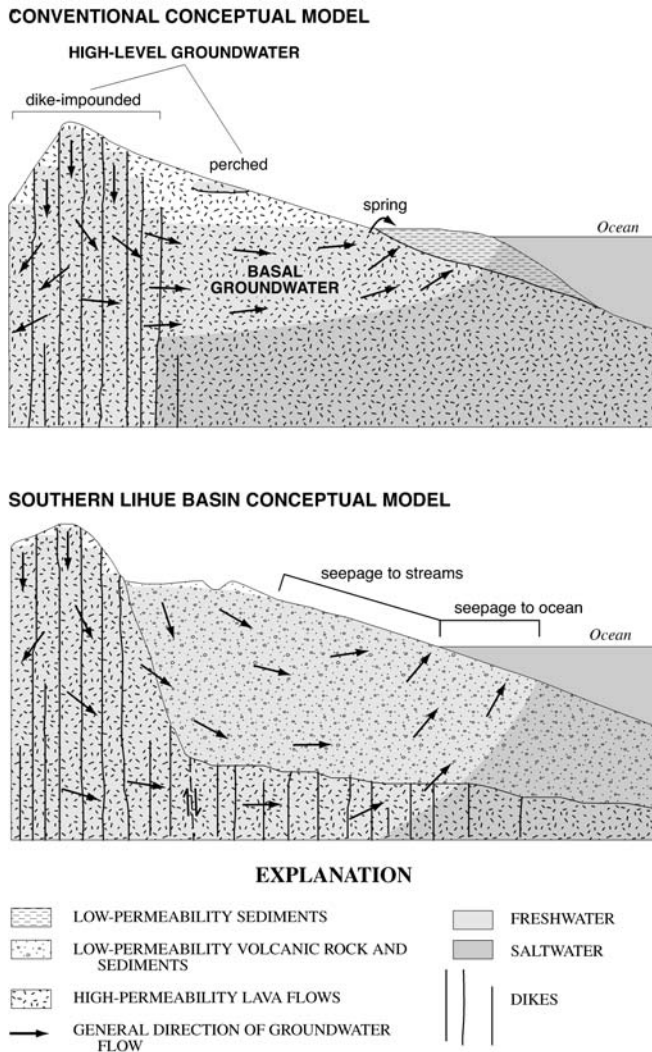 CONVENTIONAL CONCEPTUAL MODEL
HIGH-LEVEL GROUNDWATER
dike-impounded
perched
spring
Ocean
BASAL
GROUNDWATER
SOUTHERN LIHUE BASIN CONCEPTUAL MODEL
seepage to streams
seepage to ocean
Ocean
EXPLANATION
LOW-PERMEABILITY SEDIMENTS
LOW-PERMEABILITY VOLCANIC ROCK AND
SEDIMENTS
HIGH-PERMEABILITY LAVA FLOWS
GENERAL DIRECTION OF GROUNDWATER
FLOW
FRESHWATER
SALTWATER
DIKES